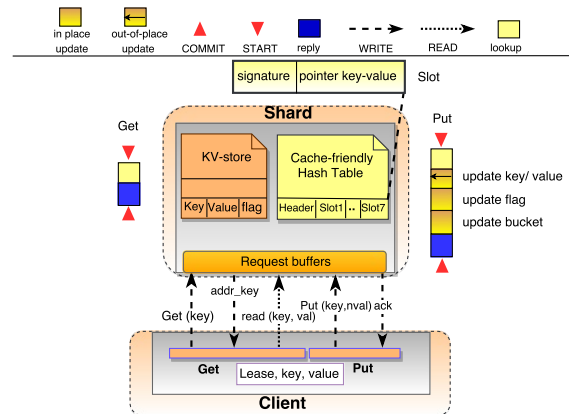 in place
update
out-of-place
update
COMMIT
START
reply
WRITE
READ
lookup
signature
pointer key-value
Slot
Shard
Get
Put
KV-store
Cache-friendly
Hash Table
Key
Value
flag
Header
Slot1
..
Slot7
update key/ value
update flag
update bucket
Request buffers
addr_key
Get (key)
read (key, val)
Put (key,nval)
ack
Get
Put
Lease, key, value
Client